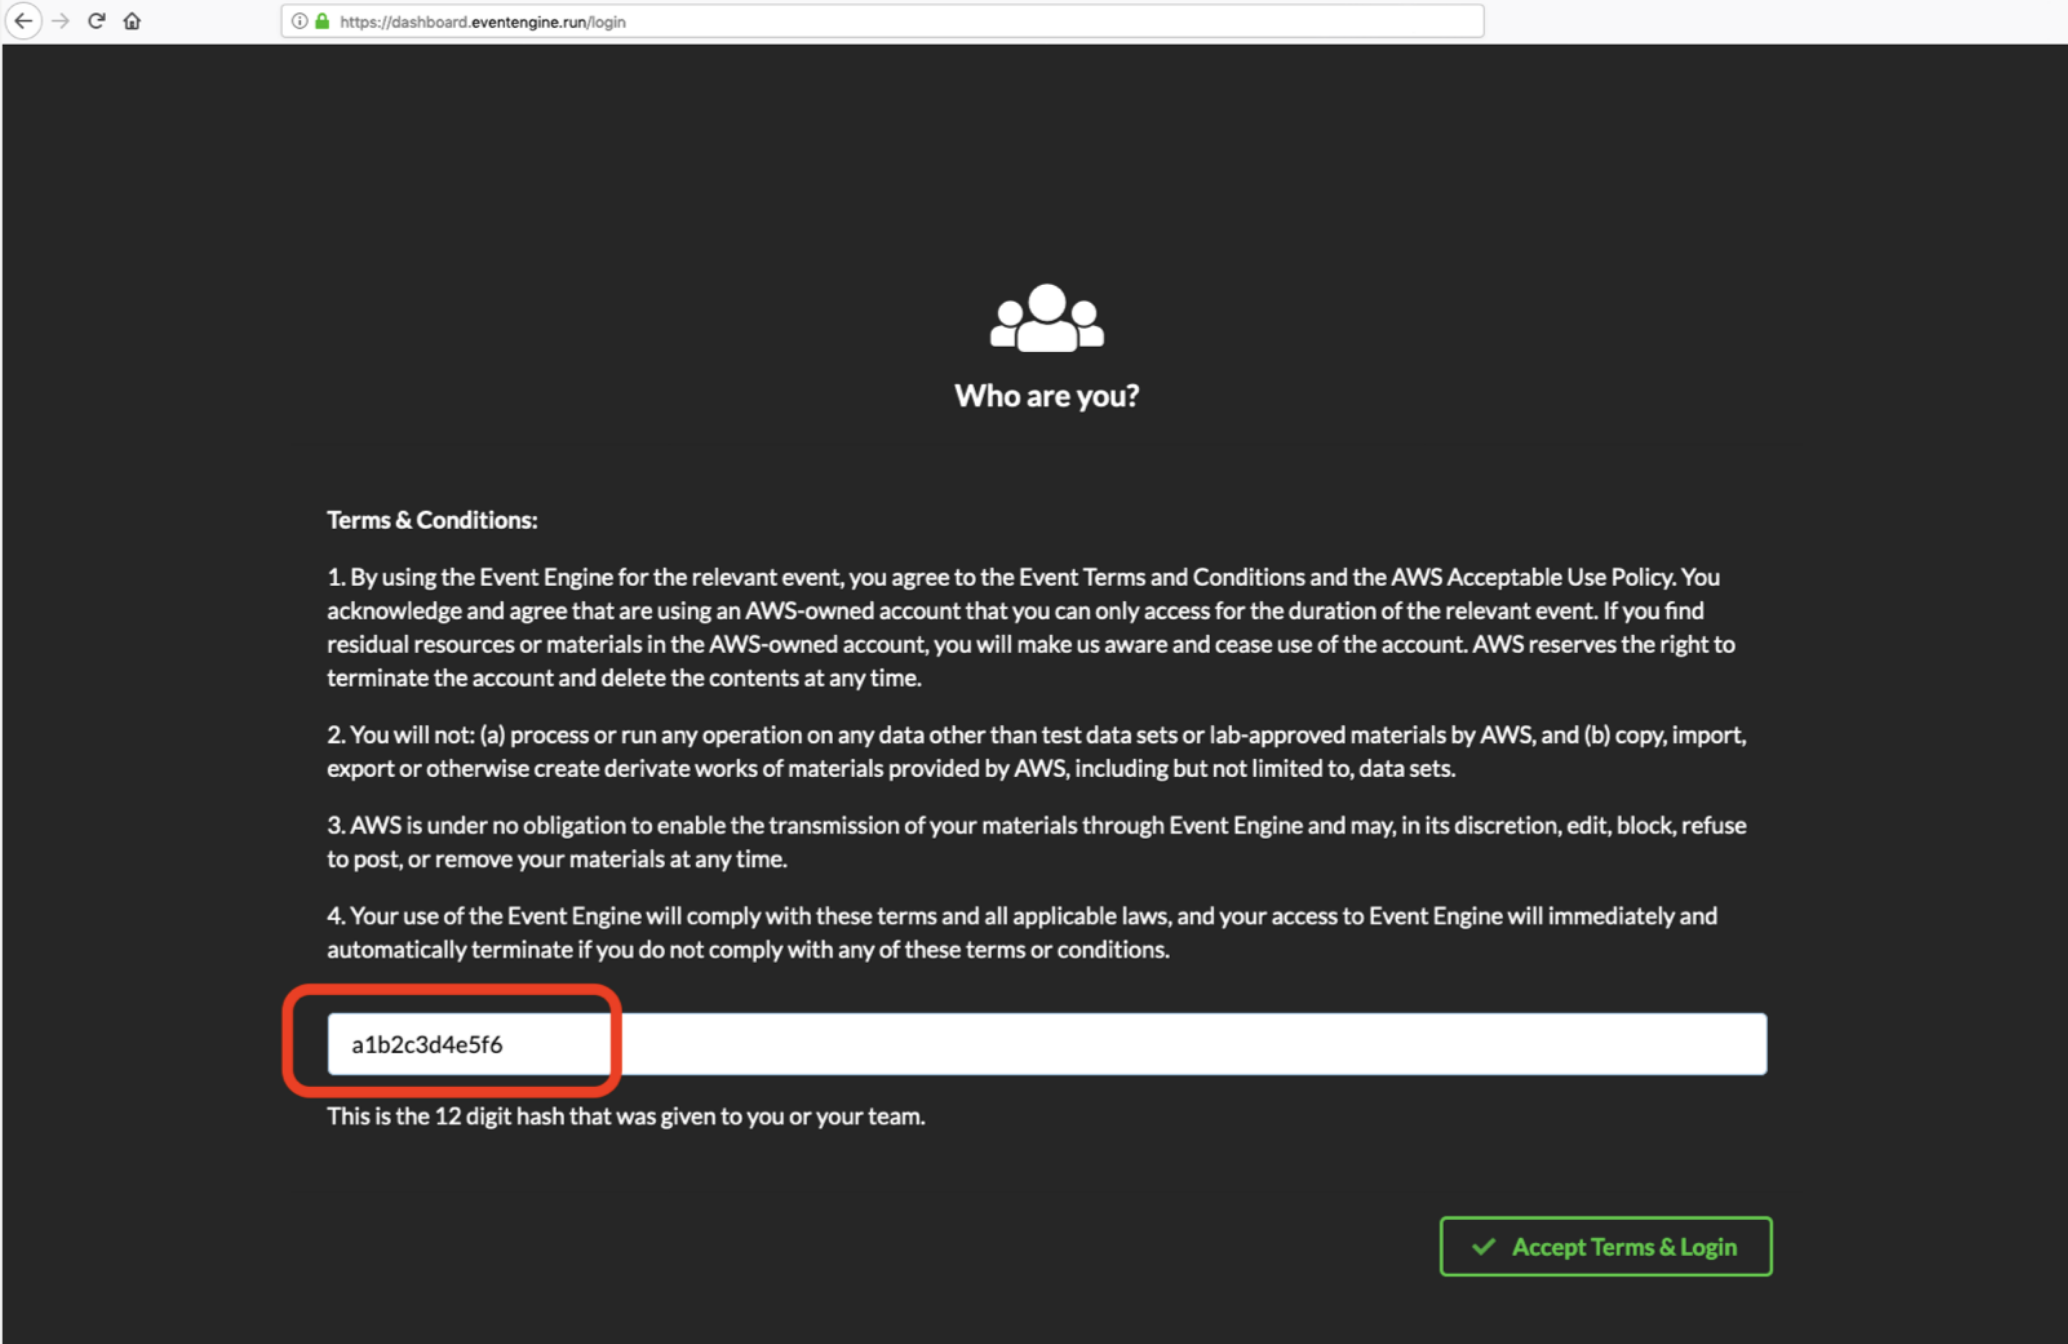 https://dashboard.eventengine.run/login
Who are you?
Terms & Conditions:
1. By using the Event Engine for the relevant event, you agree to the Event Terms and Conditions and the AWS Acceptable Use Policy. You
acknowledge and agree that are using an AWS-owned account that you can only access for the duration of the relevant event. If you find
residual resources or materials in the AWS-owned account, you will make us aware and cease use of the account. AWS reserves the right to
terminate the account and delete the contents at any time.
2. You will not: (a) process or run any operation on any data other than test data sets or lab-approved materials by AWS, and (b) copy, import,
export or otherwise create derivate works of materials provided by AWS, including but not limited to, data sets.
3. AWS is under no obligation to enable the transmission of your materials through Event Engine and may, in its discretion, edit, block, refuse
to post, or remove your materials at any time.
4. Your use of the Event Engine will comply with these terms and all applicable laws, and your access to Event Engine will immediately and
automatically terminate if you do not comply with any of these terms or conditions.
a1b2c3d4e5f6
This is the 12 digit hash that was given to you or your team.
Accept Terms & Login